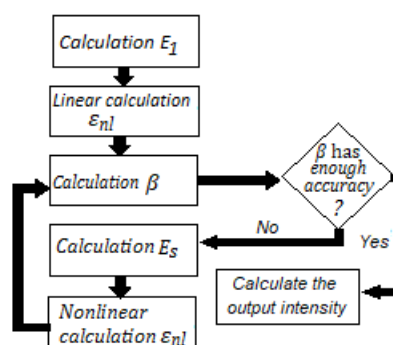 Calculation E1
Linear calculation
εnl
Calculation β
β has
enough
accuracy
?
No
Yes
Calculation Es
Calculate the
output intensity
Nonlinear
calculation εnl